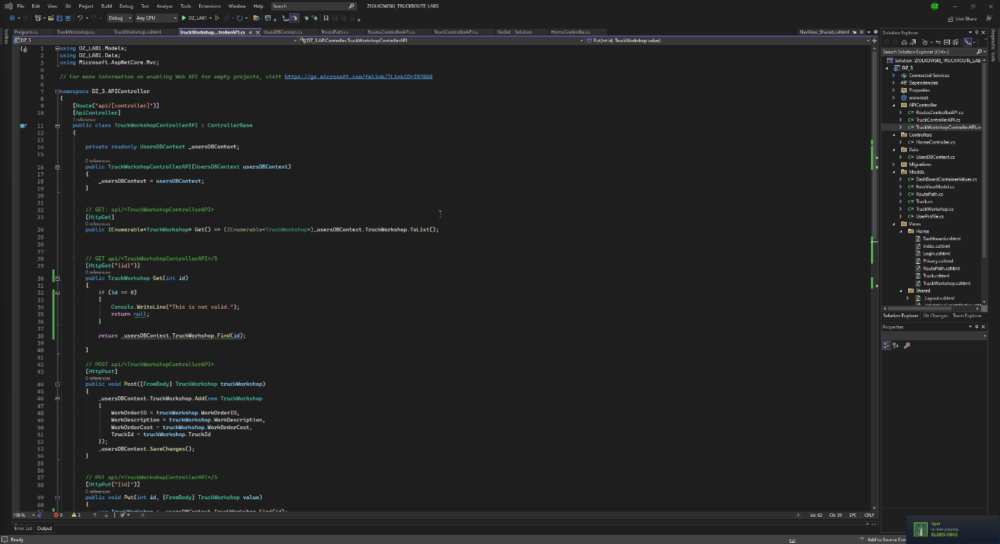 File Edit View Git Project Build Debug Test Analyze Tools Extensions Window Help Search ZIOLKOWSKI_TRUCKROUTE_LABS DZ
Debug Any CPU DZ_LAB1 Live Share
Toolbox
Program.cs TruckWorkshop.cs TruckWorkshop.cshtml TruckWorkshop...trollerAPI.cs UsersDBContext.cs RoutePath.cs RoutesControllerAPI.cs TruckControllerAPI.cs NuGet - Solution HomeController.cs NavView_Shared.cshtml
DZ_3 DZ_3.APIController.TruckWorkshopControllerAPI Put(int id, TruckWorkshop value)
1 using DZ_LAB1.Models;
2 using DZ_LAB1.Data;
3 using Microsoft.AspNetCore.Mvc;
4
5 // For more information on enabling Web API for empty projects, visit https://go.microsoft.com/fwlink/?LinkID=397860
6
7 namespace DZ_3.APIController
8 {
9 [Route("api/[controller]")]
10 [ApiController]
1 reference
11 public class TruckWorkshopControllerAPI : ControllerBase
12 {
13
14 private readonly UsersDBContext _usersDBContext;
15
0 references
16 public TruckWorkshopControllerAPI(UsersDBContext usersDBContext)
17 {
18 _usersDBContext = usersDBContext;
19 }
20
21
22 // GET: api/<TruckWorkshopControllerAPI>
23 [HttpGet]
0 references
24 public IEnumerable<TruckWorkshop> Get() => (IEnumerable<TruckWorkshop>)_usersDBContext.TruckWorkshop.ToList();
25
26
27
28 // GET api/<TruckWorkshopControllerAPI>/5
29 [HttpGet("{id}")]
0 references
30 public TruckWorkshop Get(int id)
31 {
32 if (id == 0)
33 {
34 Console.WriteLine("This is not valid.");
35 return null;
36 }
37
38 return _usersDBContext.TruckWorkshop.Find(id);
39
40 }
41
42 // POST api/<TruckWorkshopControllerAPI>
43 [HttpPost]
0 references
44 public void Post([FromBody] TruckWorkshop truckWorkshop)
45 {
46 _usersDBContext.TruckWorkshop.Add(new TruckWorkshop
47 {
48 WorkOrderID = truckWorkshop.WorkOrderID,
49 WorkDescription = truckWorkshop.WorkDescription,
50 WorkOrderCost = truckWorkshop.WorkOrderCost,
51 TruckId = truckWorkshop.TruckId
52 });
53 _usersDBContext.SaveChanges();
54 }
55
56
57 // PUT api/<TruckWorkshopControllerAPI>/5
58 [HttpPut("{id}")]
0 references
59 public void Put(int id, [FromBody] TruckWorkshop value)
60 {
108 % 0 3 Ln: 62 Ch: 39 SPC CRLF
Error List Output
Ready Add to Source Con
Solution Explorer
Search Solution Explorer (Ctrl+;)
Solution 'ZIOLKOWSKI_TRUCKROUTE_LAB
DZ_3
Connected Services
Dependencies
Properties
wwwroot
APIController
C# RoutesControllerAPI.cs
C# TruckControllerAPI.cs
C# TruckWorkshopControllerAPI.cs
Controllers
C# HomeController.cs
Data
C# UsersDBContext.cs
Migrations
Models
C# DashBoardContainerValues.cs
C# ErrorViewModel.cs
C# RoutePath.cs
C# Truck.cs
C# TruckWorkshop.cs
C# UserProfile.cs
Views
Home
Dashboard.cshtml
Index.cshtml
Login.cshtml
Privacy.cshtml
RoutePath.cshtml
Truck.cshtml
TruckWorkshop.cshtml
Shared
_Layout.cshtml
Solution Explorer Git Changes Team Explorer
Properties
Diagnostic Tools
is now playing
ELDEN RING